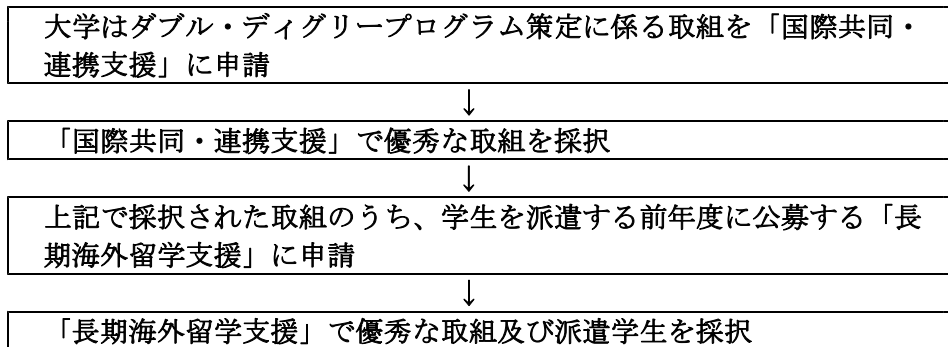 大学はダブル・ディグリープログラム策定に係る取組を「国際共同・
連携支援」に申請
↓
「国際共同・連携支援」で優秀な取組を採択
↓
上記で採択された取組のうち、学生を派遣する前年度に公募する「長
期海外留学支援」に申請
↓
「長期海外留学支援」で優秀な取組及び派遣学生を採択